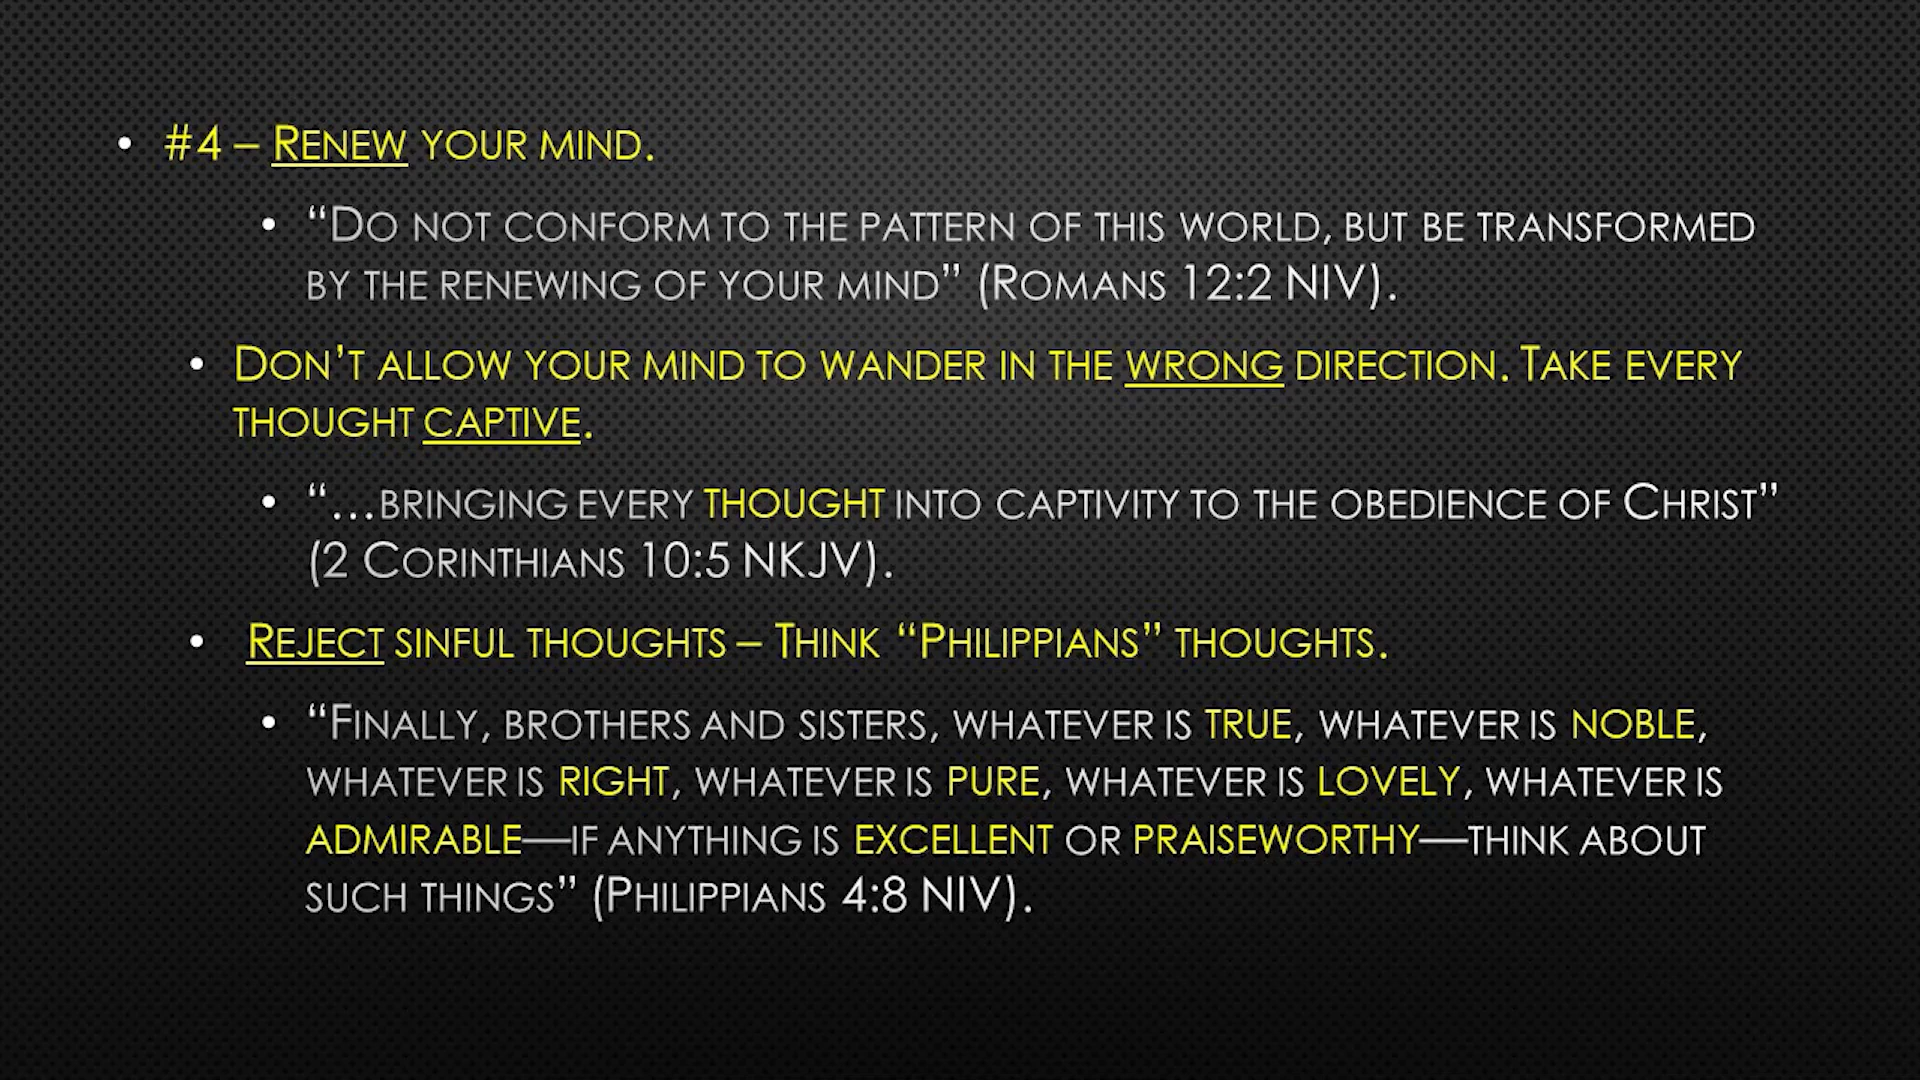 • #4 – Renew your mind.
• “Do not conform to the pattern of this world, but be transformed
by the renewing of your mind” (Romans 12:2 NIV).
• Don’t allow your mind to wander in the wrong direction. Take every
thought captive.
• “…bringing every thought into captivity to the obedience of Christ”
(2 Corinthians 10:5 NKJV).
• Reject sinful thoughts – Think “Philippians” thoughts.
• “Finally, brothers and sisters, whatever is true, whatever is noble,
whatever is right, whatever is pure, whatever is lovely, whatever is
admirable—if anything is excellent or praiseworthy—think about
such things” (Philippians 4:8 NIV).